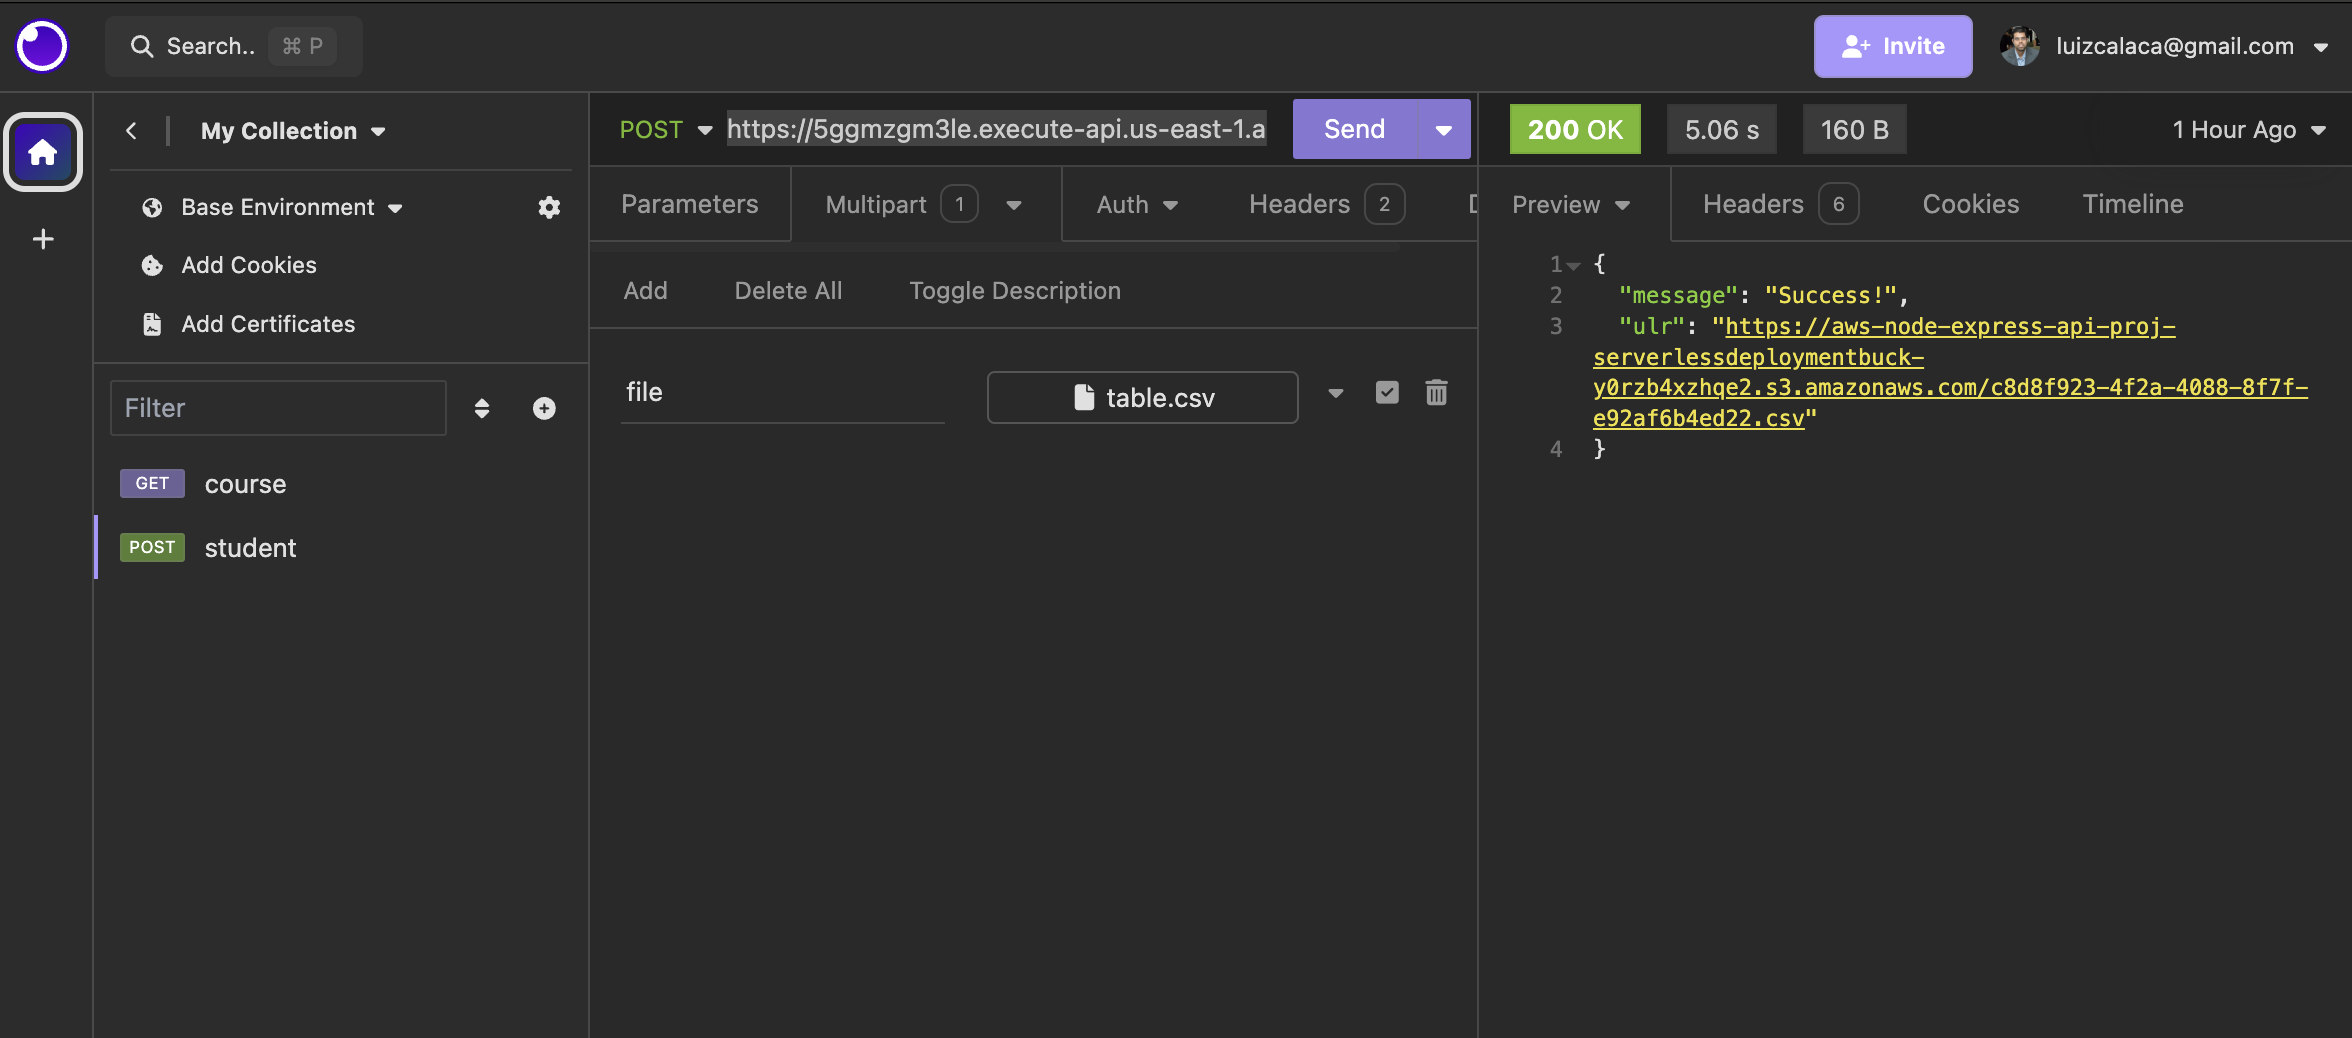 Search.. ⌘ P
Invite
luizcalaca@gmail.com
My Collection
Base Environment
Add Cookies
Add Certificates
Filter
GET course
POST student
POST https://5ggmzgm3le.execute-api.us-east-1.a Send
Parameters Multipart 1 Auth Headers 2
Add Delete All Toggle Description
file table.csv
200 OK 5.06 s 160 B 1 Hour Ago
Preview Headers 6 Cookies Timeline
1 {
2 "message": "Success!",
3 "ulr": "https://aws-node-express-api-proj-
serverlessdeploymentbuck-
y0rzb4xzhqe2.s3.amazonaws.com/c8d8f923-4f2a-4088-8f7f-
e92af6b4ed22.csv"
4 }